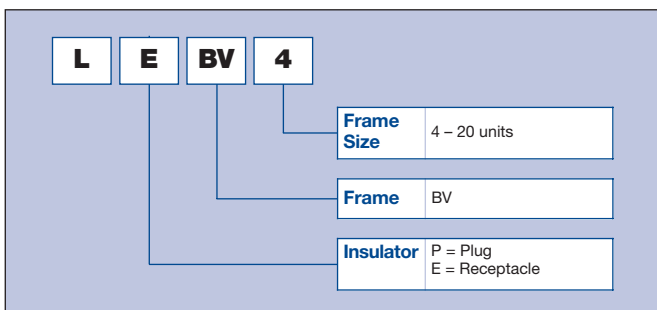 L E BV 4
Frame Size 4 – 20 units
Frame BV
Insulator P = Plug
E = Receptacle